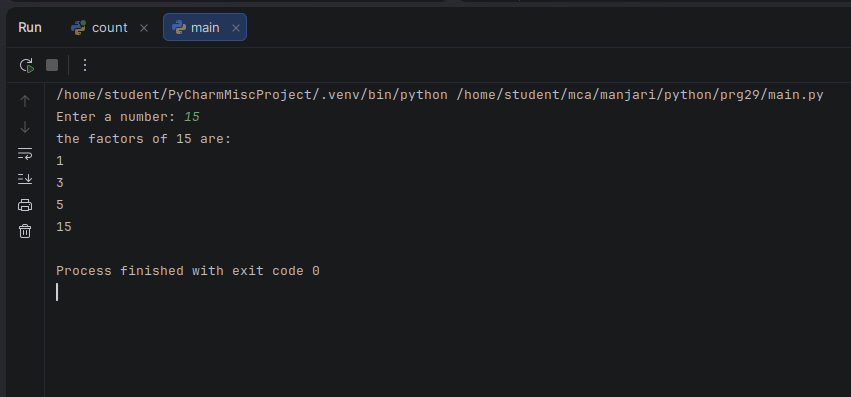 Run count main
/home/student/PyCharmMiscProject/.venv/bin/python /home/student/mca/manjari/python/prg29/main.py
Enter a number: 15
the factors of 15 are:
1
3
5
15
Process finished with exit code 0